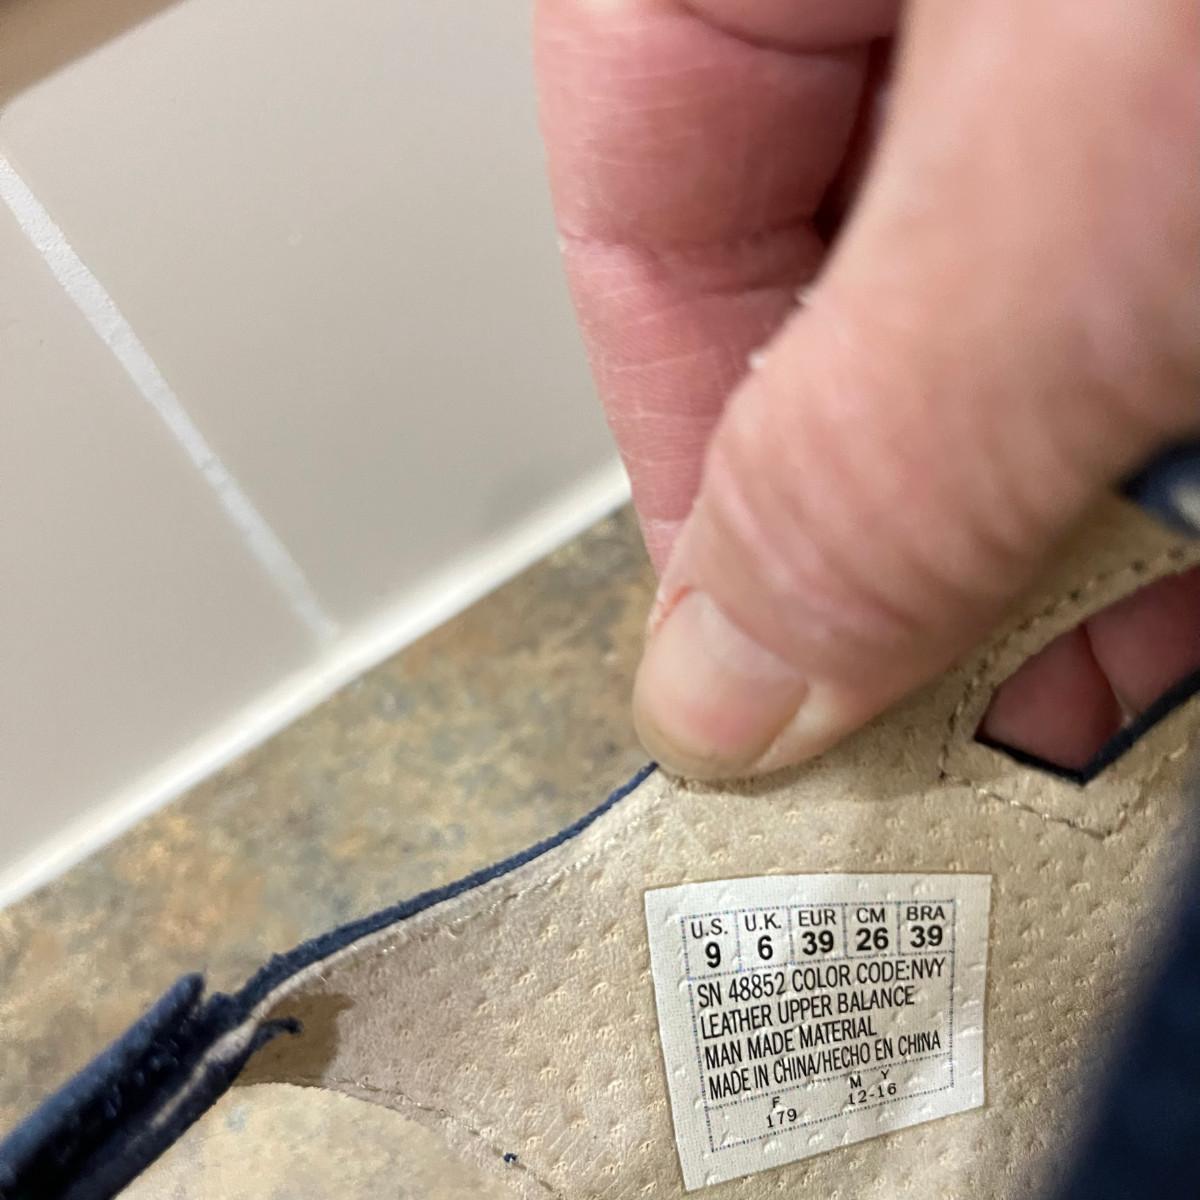 U.S. U.K. EUR CM BRA
9 6 39 26 39
SN 48852 COLOR CODE:NVY
LEATHER UPPER BALANCE
MAN MADE MATERIAL
MADE IN CHINA/HECHO EN CHINA
F M Y
179 12-16